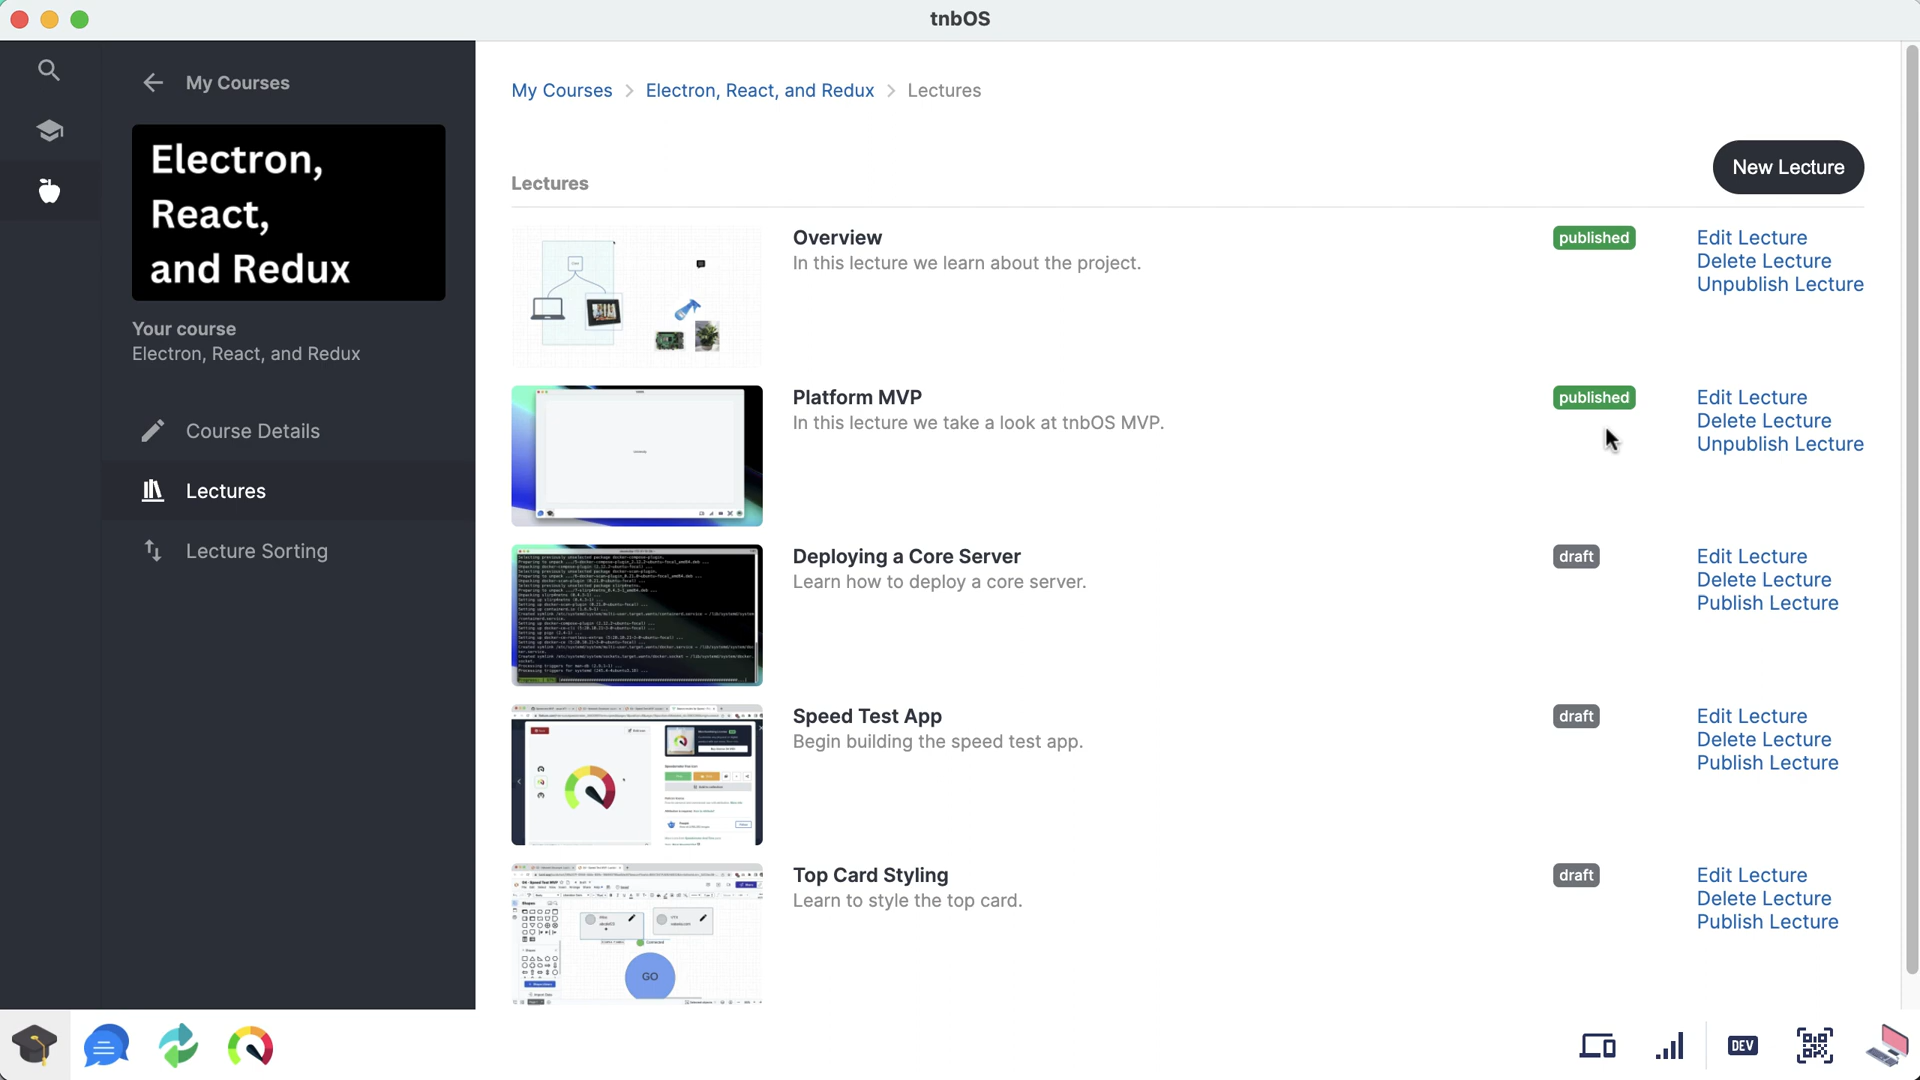 tnbOS
My Courses
Electron,
React,
and Redux
Your course
Electron, React, and Redux
Course Details
Lectures
Lecture Sorting
My Courses > Electron, React, and Redux > Lectures
New Lecture
Lectures
Overview
In this lecture we learn about the project.
published
Edit Lecture
Delete Lecture
Unpublish Lecture
Platform MVP
In this lecture we take a look at tnbOS MVP.
published
Edit Lecture
Delete Lecture
Unpublish Lecture
Deploying a Core Server
Learn how to deploy a core server.
draft
Edit Lecture
Delete Lecture
Publish Lecture
Speed Test App
Begin building the speed test app.
draft
Edit Lecture
Delete Lecture
Publish Lecture
GO
Top Card Styling
Learn to style the top card.
draft
Edit Lecture
Delete Lecture
Publish Lecture
DEV